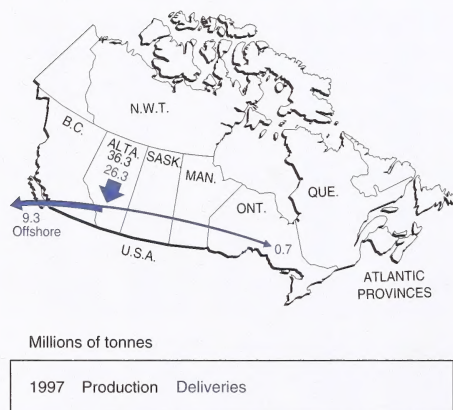 N.W.T.
B.C.
ALTA.
36.3
26.3
SASK
MAN.
ONT.
QUE.
9.3
Offshore
0.7
U.S.A.
ATLANTIC
PROVINCES
Millions of tonnes
1997 Production Deliveries